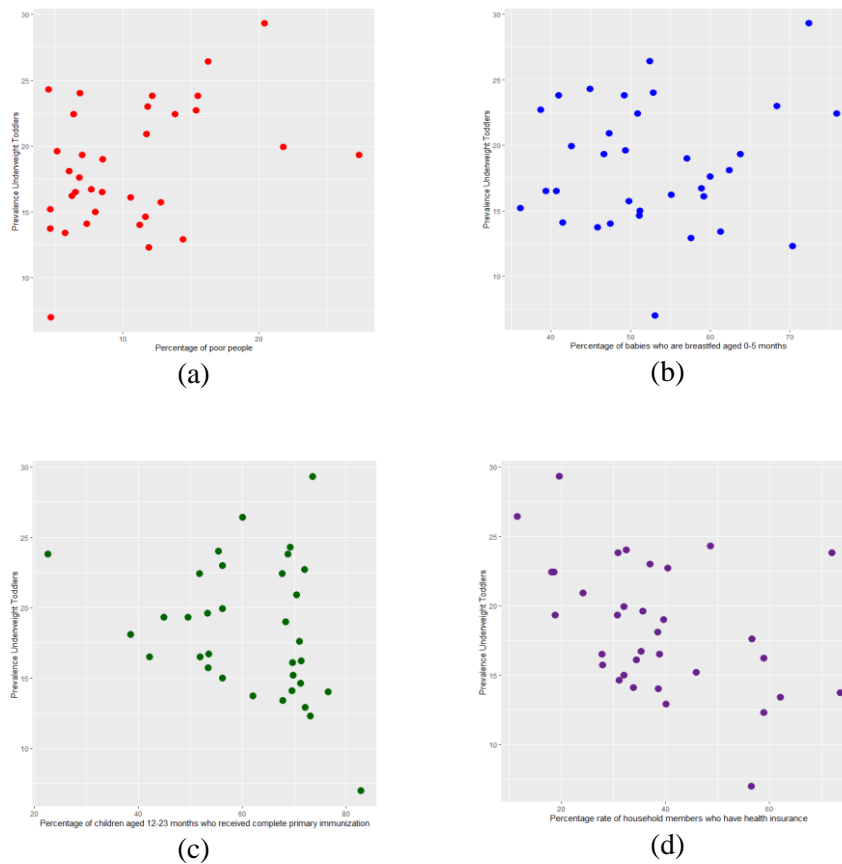 30
25
20
15
10
Prevalence Underweight Toddlers
10
20
Percentage of poor people
(a)
30
25
20
15
10
Prevalence Underweight Toddlers
40
50
60
70
Percentage of babies who are breastfed aged 0-5 months
(b)
30
25
20
15
10
Prevalence Underweight Toddlers
20
40
60
80
Percentage of children aged 12-23 months who received complete primary immunization
(c)
30
25
20
15
10
Prevalence Underweight Toddlers
20
40
60
Percentage rate of household members who have health insurance
(d)